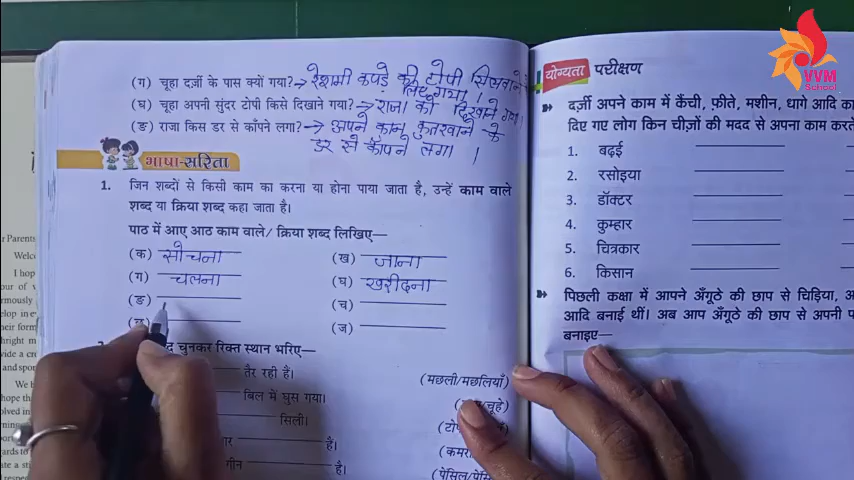 VVM
School
(ग) चूहा दर्ज़ी के पास क्यों गया? → रेशमी कपड़े की टोपी सिलवाने
लिए गया।
(घ) चूहा अपनी सुंदर टोपी किसे दिखाने गया? → राजा को दिखाने गया।
(ङ) राजा किस डर से काँपने लगा? → अपने कान कुतरवाने के
डर से काँपने लगा।
भाषा-सरिता
1. जिन शब्दों से किसी काम का करना या होना पाया जाता है, उन्हें काम वाले
शब्द या क्रिया शब्द कहा जाता है।
पाठ में आए आठ काम वाले/ क्रिया शब्द लिखिए—
(क) सोचना (ख) जाना
(ग) चलना (घ) खरीदना
(ङ) (च)
(ज)
चुनकर रिक्त स्थान भरिए—
तैर रही है। (मछली/मछलियाँ)
बिल में घुस गया। चूहे)
सिली।
हैं।
गीन है।
योग्यता परीक्षण
दर्ज़ी अपने काम में कैंची, फ़ीते, मशीन, धागे आदि
दिए गए लोग किन चीज़ों की मदद से अपना काम करते
1. बढ़ई
2. रसोइया
3. डॉक्टर
4. कुम्हार
5. चित्रकार
6. किसान
पिछली कक्षा में आपने अँगूठे की छाप से चिड़िया,
आदि बनाई थीं। अब आप अँगूठे की छाप से अपनी
बनाइए—